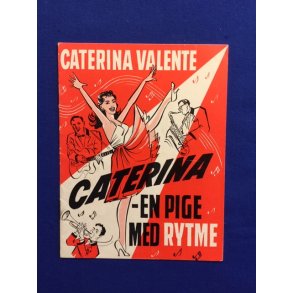 CATERINA VALENTE
CATERINA
-EN PIGE
MED RYTME